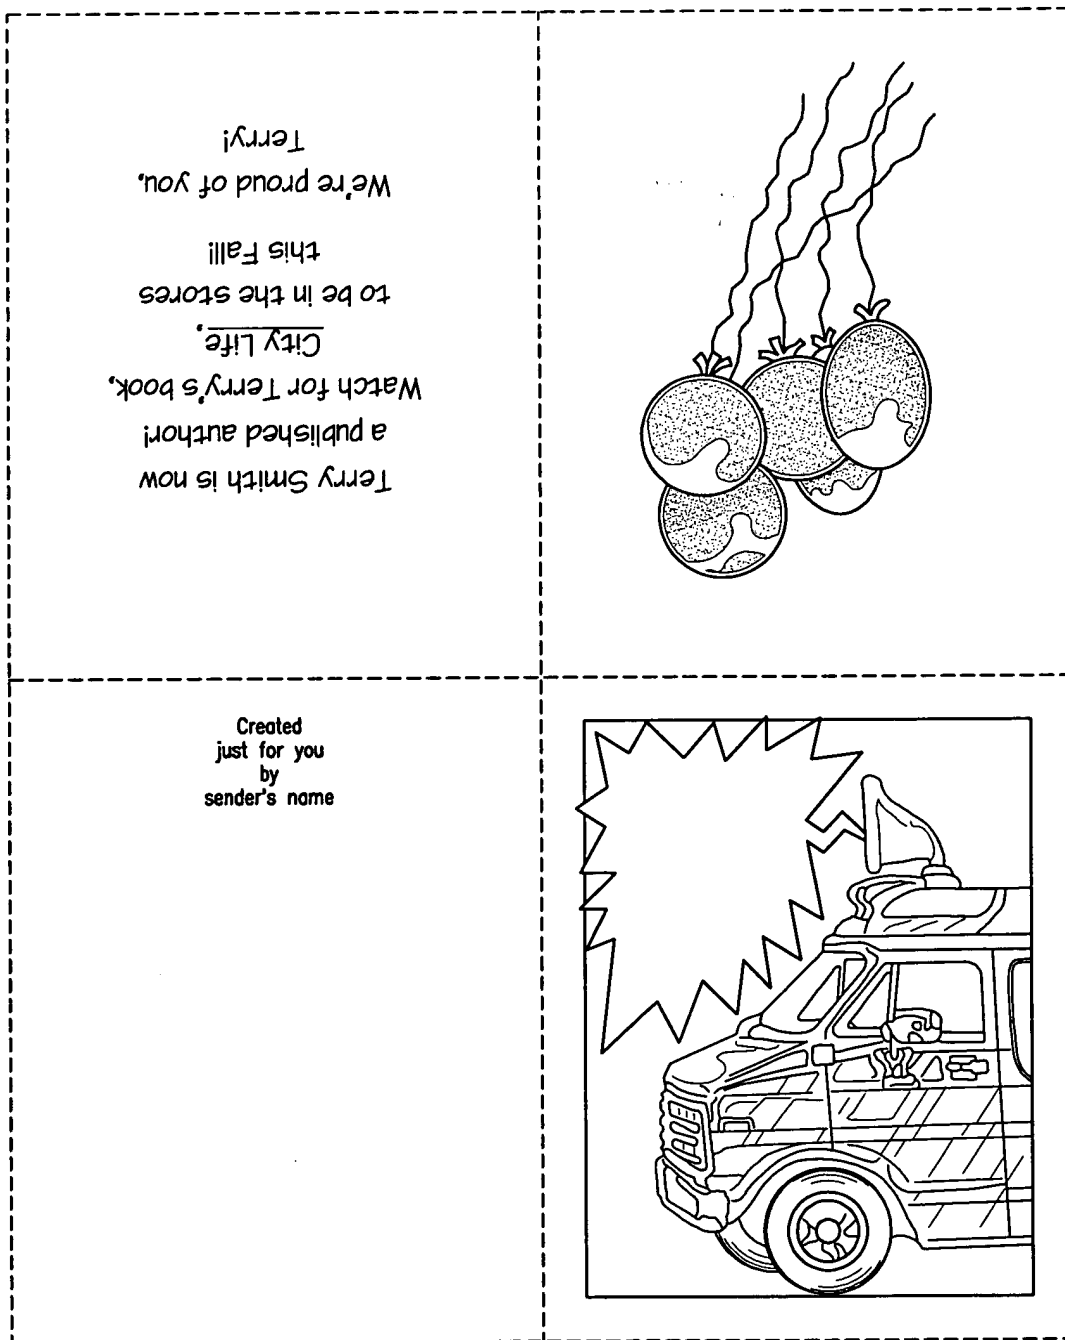 Terry Smith is now
a published author!
Watch for Terry's book,
City Life,
to be in the stores
this Fall!
We're proud of you,
Terry!
Created
just for you
by
sender's name